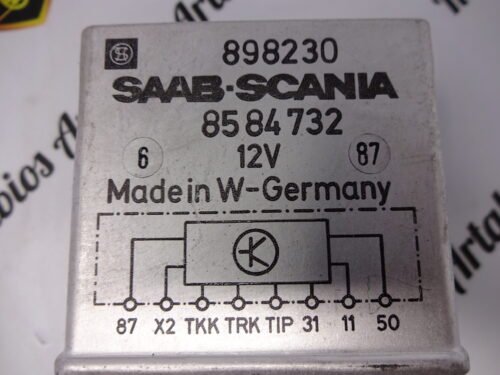 898230
SAAB-SCANIA
85 84 732
6 12V 87
Made in W-Germany
87 X2 TKK TRK TIP 31 11 50